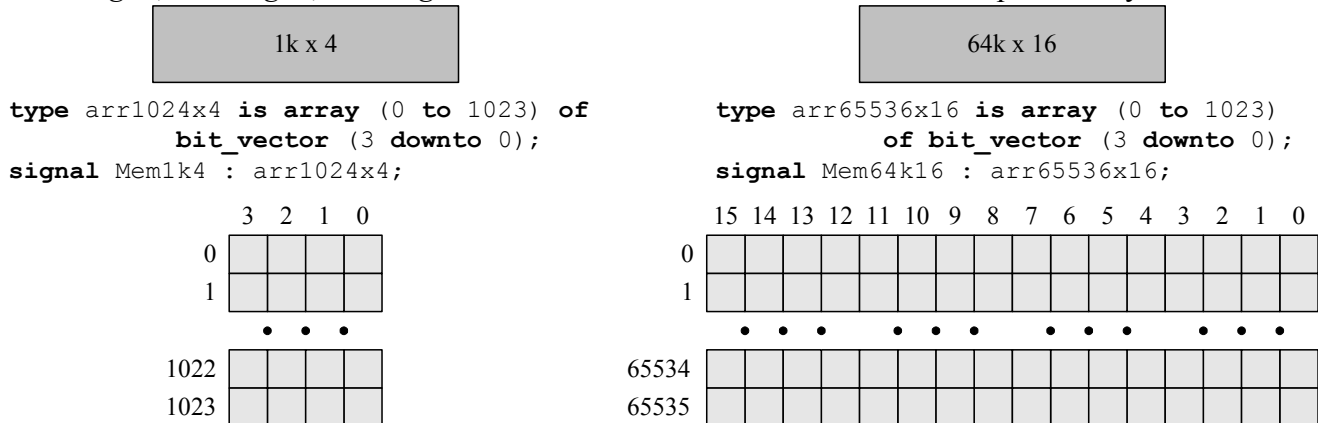 1k x 4
type arr1024x4 is array (0 to 1023) of
bit_vector (3 downto 0);
signal Mem1k4 : arr1024x4;
3 2 1 0
0
1
1022
1023
64k x 16
type arr65536x16 is array (0 to 1023)
of bit_vector (3 downto 0);
signal Mem64k16 : arr65536x16;
15 14 13 12 11 10 9 8 7 6 5 4 3 2 1 0
0
1
65534
65535